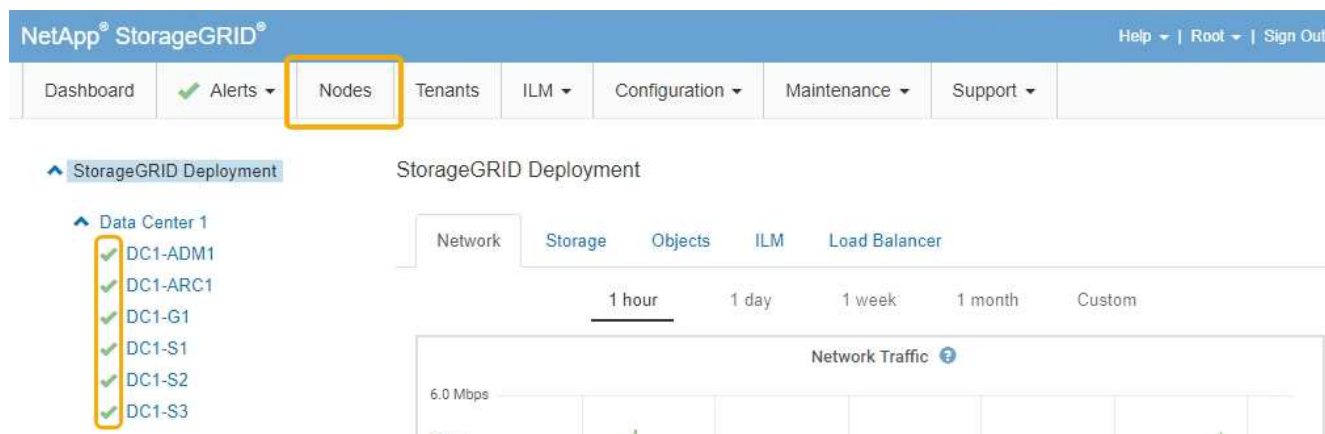 NetApp® StorageGRID®
Help | Root | Sign Out
Dashboard Alerts Nodes Tenants ILM Configuration Maintenance Support
StorageGRID Deployment
StorageGRID Deployment
Data Center 1
DC1-ADM1
DC1-ARC1
DC1-G1
DC1-S1
DC1-S2
DC1-S3
Network Storage Objects ILM Load Balancer
1 hour 1 day 1 week 1 month Custom
Network Traffic ?
6.0 Mbps